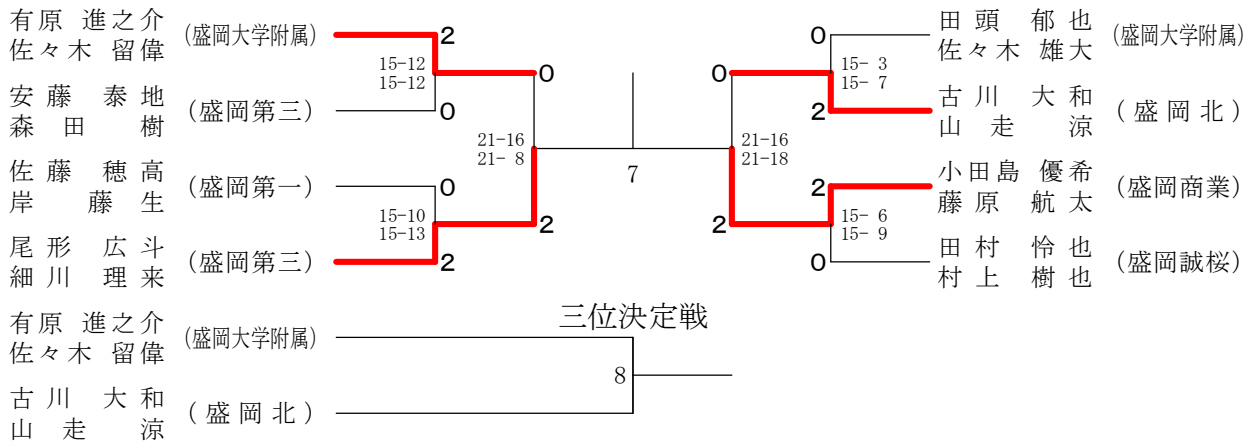 有原 進之介
佐々木 留偉
(盛岡大学附属)
2
15-12
15-12
0
安藤 泰地
森田 樹
(盛岡第三)
0
21-16
21- 8
佐藤 穂高
岸 藤生
(盛岡第一)
0
15-10
15-13
2
尾形 広斗
細川 理来
(盛岡第三)
2
7
0
田頭 郁也
佐々木 雄大
(盛岡大学附属)
0
15- 3
15- 7
2
古川 大和
山走 涼
(盛岡北)
21-16
21-18
2
小田島 優希
藤原 航太
(盛岡商業)
2
15- 6
15- 9
0
田村 怜也
村上 樹也
(盛岡誠桜)
三位決定戦
有原 進之介
佐々木 留偉
(盛岡大学附属)
8
古川 大和
山走 涼
(盛岡北)